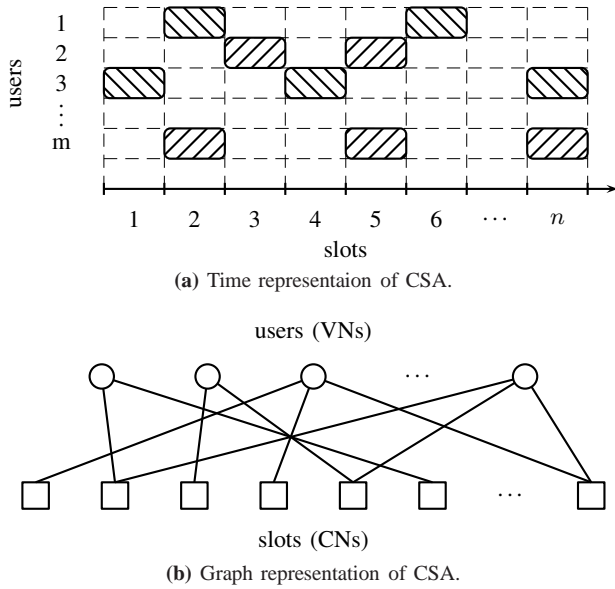 1
2
3
⋮
m
users
1 2 3 4 5 6 ⋯ n
slots
(a) Time representaion of CSA.
users (VNs)
⋯
⋯
slots (CNs)
(b) Graph representation of CSA.